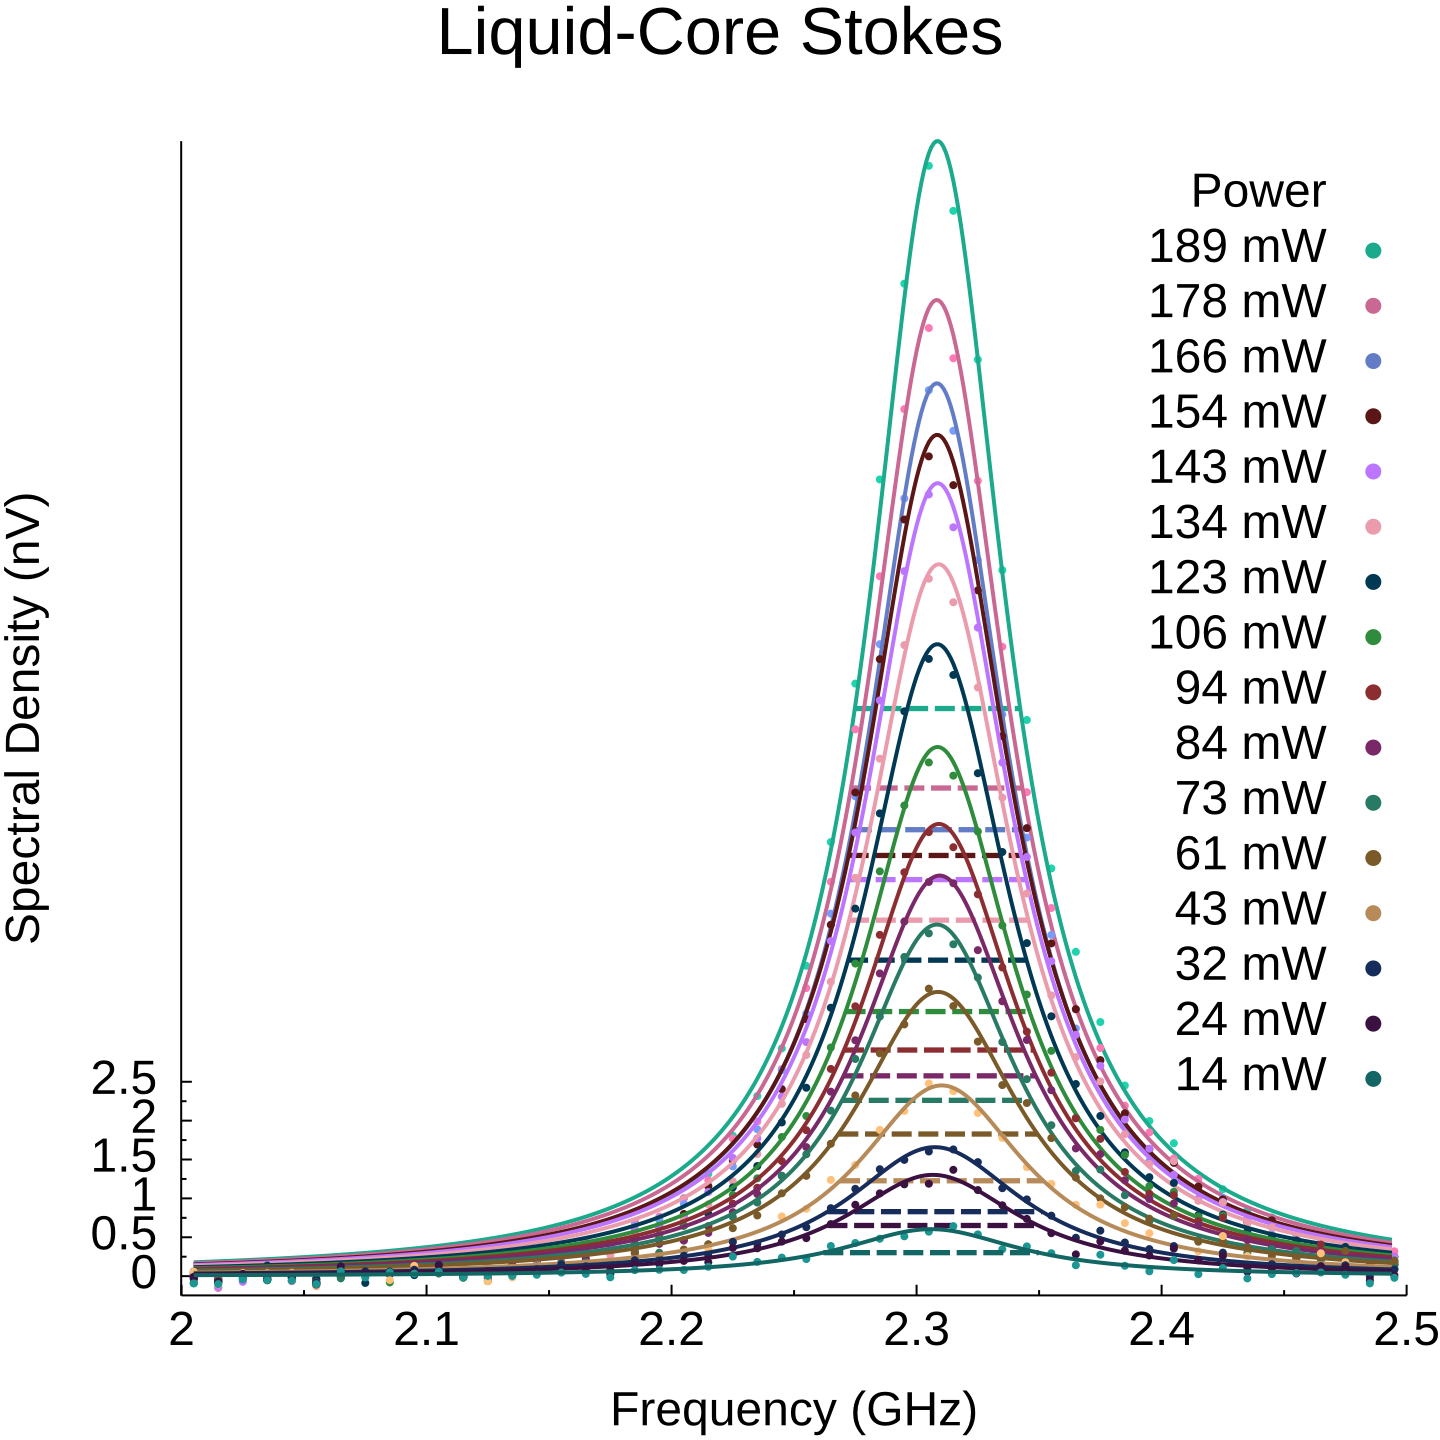 Liquid-Core Stokes
Power
189 mW
178 mW
166 mW
154 mW
143 mW
134 mW
123 mW
106 mW
94 mW
84 mW
73 mW
61 mW
43 mW
32 mW
24 mW
14 mW
Spectral Density (nV)
2.5
2
1.5
1
0.5
0
2 2.1 2.2 2.3 2.4 2.5
Frequency (GHz)